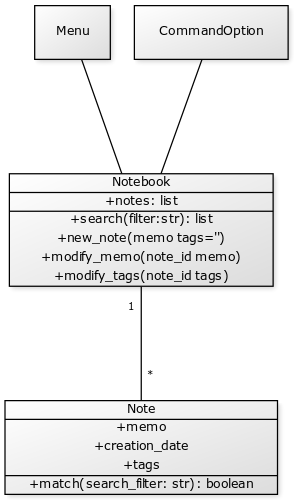 Menu
CommandOption
Notebook
+notes: list
+search(filter:str): list
+new_note(memo tags='')
+modify_memo(note_id memo)
+modify_tags(note_id tags)
1
*
Note
+memo
+creation_date
+tags
+match(search_filter: str): boolean